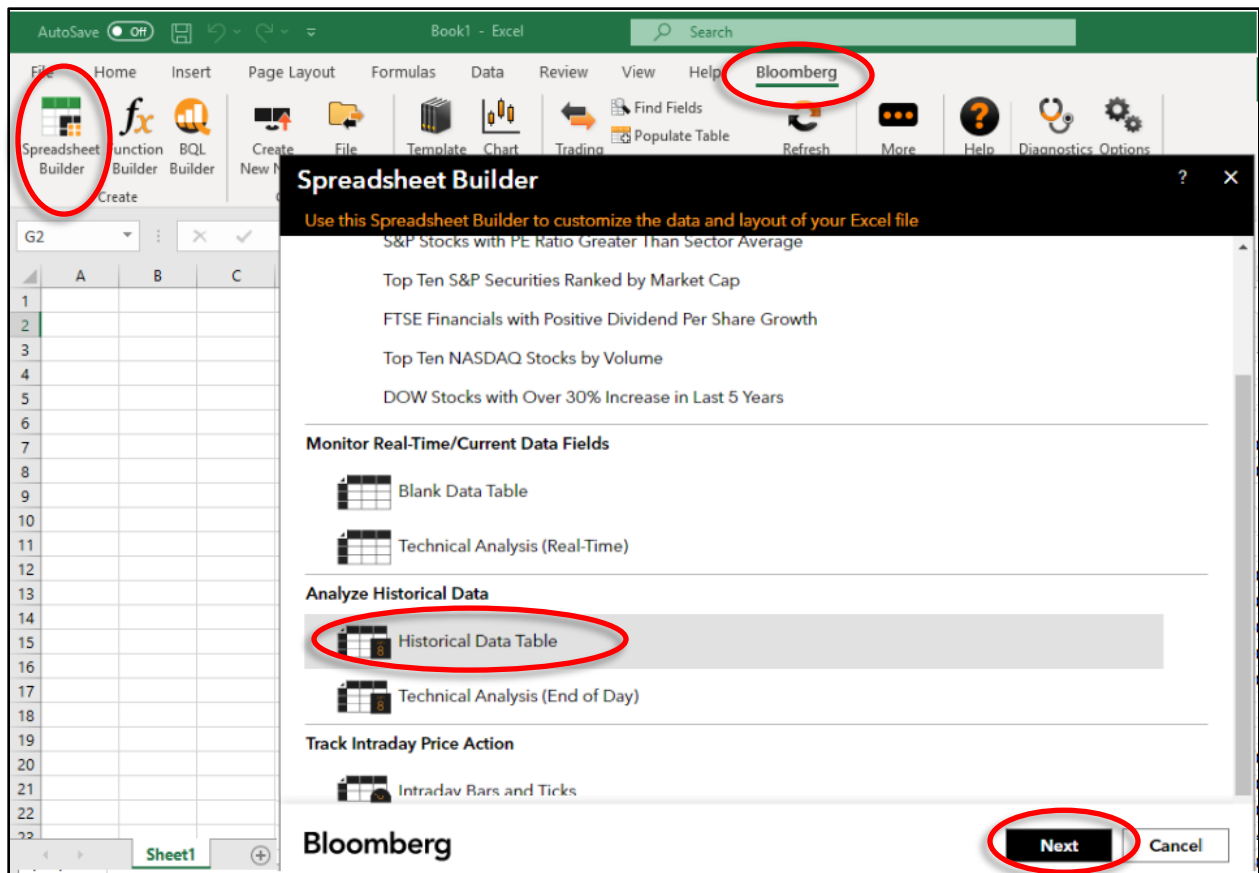 AutoSave Off Book1 - Excel Search
File Home Insert Page Layout Formulas Data Review View Help Bloomberg
Spreadsheet Builder
Function Builder
BQL Builder
Create
Create New
File
Template
Chart
Trading
Find Fields
Populate Table
Refresh
More
Help
Diagnostics
Options
G2
A B C
1
2
3
4
5
6
7
8
9
10
11
12
13
14
15
16
17
18
19
20
21
22
23
Spreadsheet Builder ?
Use this Spreadsheet Builder to customize the data and layout of your Excel file
S&P Stocks with PE Ratio Greater Than Sector Average
Top Ten S&P Securities Ranked by Market Cap
FTSE Financials with Positive Dividend Per Share Growth
Top Ten NASDAQ Stocks by Volume
DOW Stocks with Over 30% Increase in Last 5 Years
Monitor Real-Time/Current Data Fields
Blank Data Table
Technical Analysis (Real-Time)
Analyze Historical Data
8 Historical Data Table
8 Technical Analysis (End of Day)
Track Intraday Price Action
Intraday Bars and Ticks
Bloomberg
Next Cancel
Sheet1